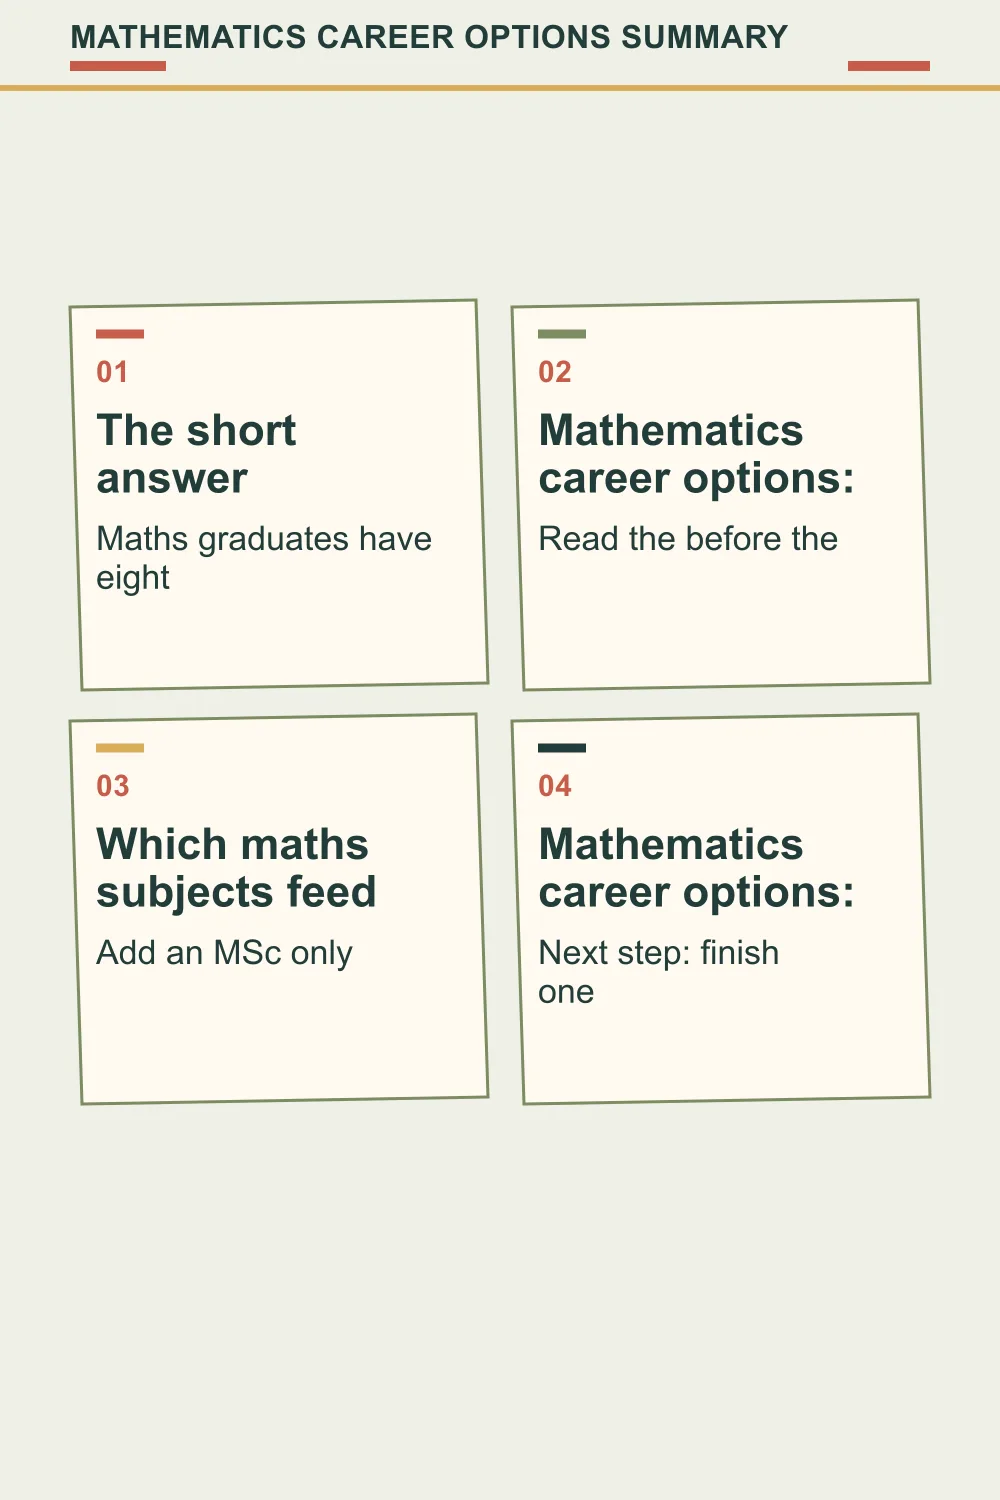 MATHEMATICS CAREER OPTIONS SUMMARY
01
The short
answer
Maths graduates have
eight
02
Mathematics
career options:
Read the before the
03
Which maths
subjects feed
Add an MSc only
04
Mathematics
career options:
Next step: finish
one